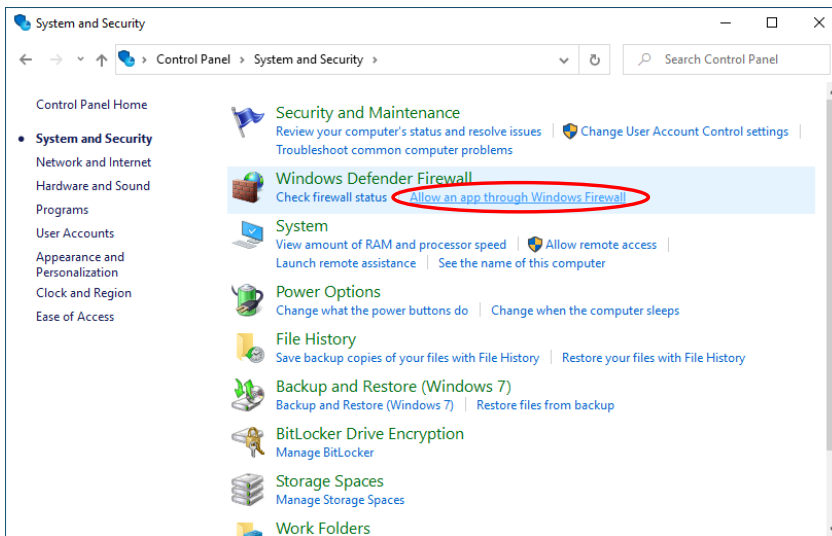 System and Security
Control Panel > System and Security >
Search Control Panel
Control Panel Home
System and Security
Network and Internet
Hardware and Sound
Programs
User Accounts
Appearance and
Personalization
Clock and Region
Ease of Access
Security and Maintenance
Review your computer's status and resolve issues | Change User Account Control settings |
Troubleshoot common computer problems
Windows Defender Firewall
Check firewall status Allow an app through Windows Firewall
System
View amount of RAM and processor speed | Allow remote access |
Launch remote assistance | See the name of this computer
Power Options
Change what the power buttons do | Change when the computer sleeps
File History
Save backup copies of your files with File History | Restore your files with File History
Backup and Restore (Windows 7)
Backup and Restore (Windows 7) | Restore files from backup
BitLocker Drive Encryption
Manage BitLocker
Storage Spaces
Manage Storage Spaces
Work Folders